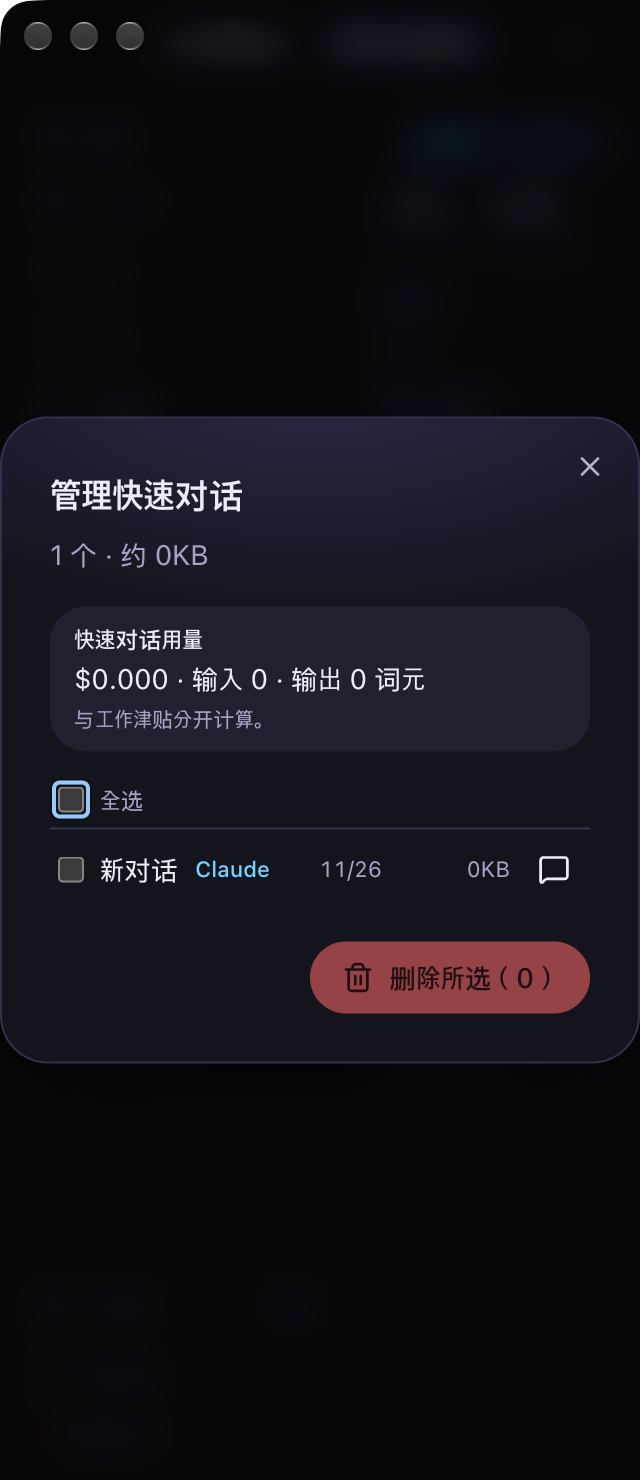 管理快速对话
1 个 · 约 0KB
快速对话用量
$0.000 · 输入 0 · 输出 0 词元
与工作津贴分开计算。
全选
新对话 Claude 11/26 0KB
删除所选 ( 0 )